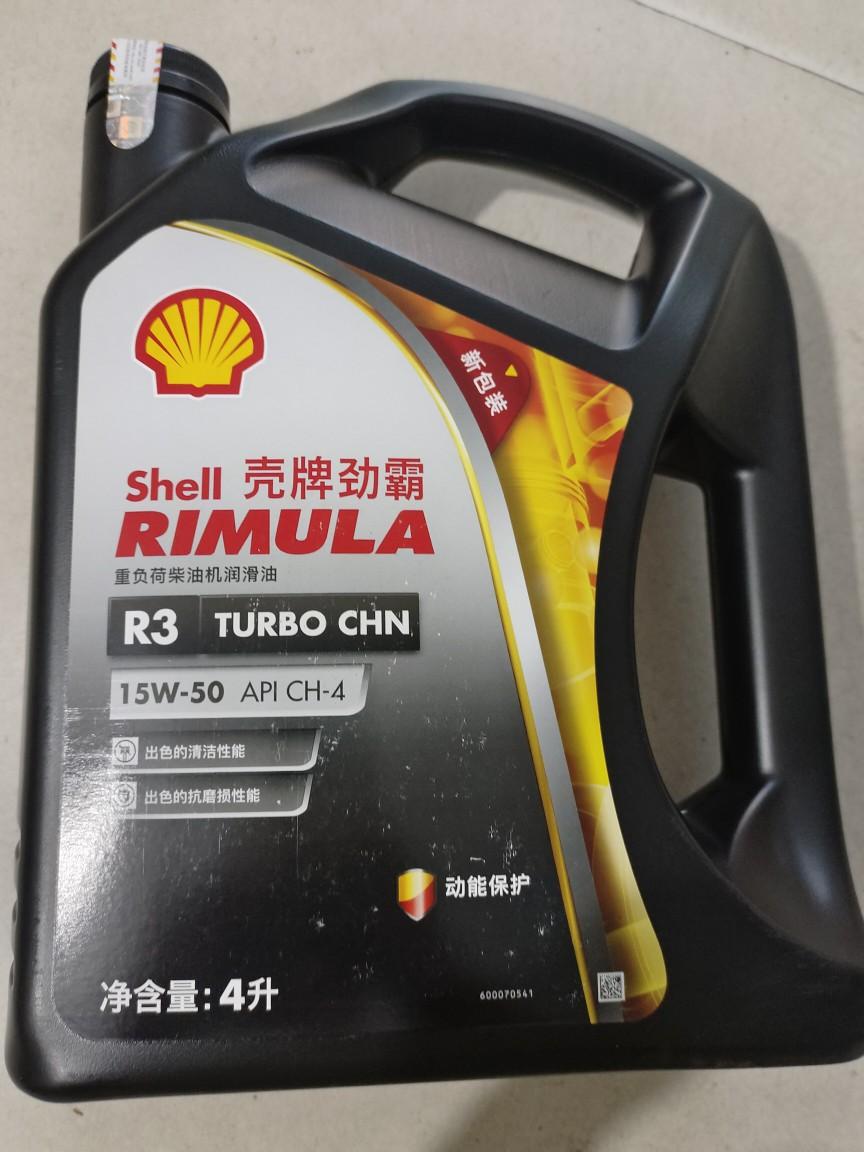 新包装
Shell 壳牌劲霸
RIMULA
重负荷柴油机润滑油
R3 TURBO CHN
15W-50 API CH-4
出色的清洁性能
出色的抗磨损性能
动能保护
净含量:4升
600070541